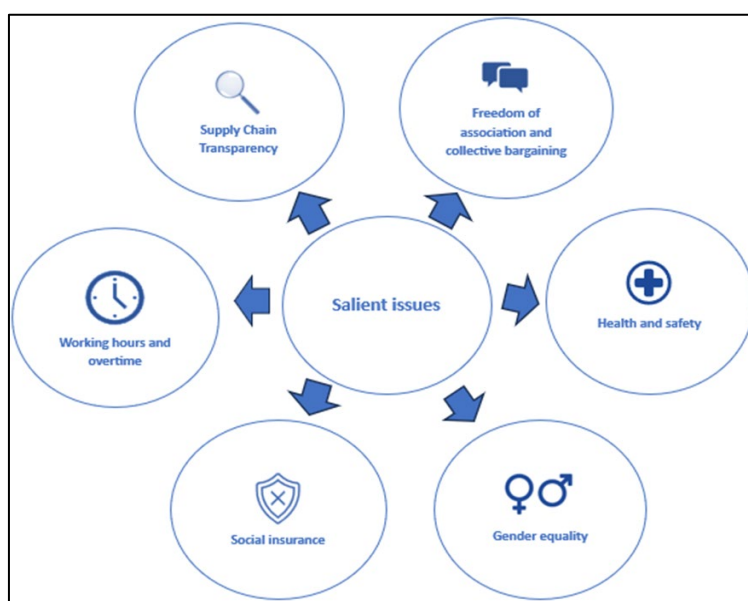 Supply Chain
Transparency
Freedom of
association and
collective bargaining
Salient issues
Working hours and
overtime
Health and safety
Social insurance
Gender equality